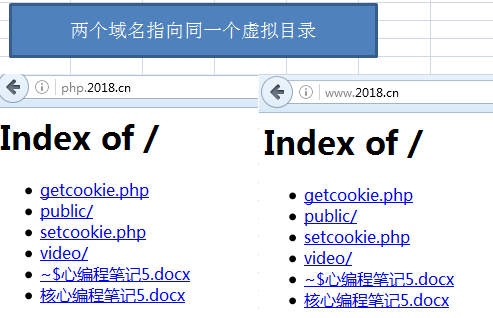 两个域名指向同一个虚拟目录
php.2018.cn
Index of /
getcookie.php
public/
setcookie.php
video/
~$心编程笔记5.docx
核心编程笔记5.docx
www.2018.cn
Index of /
getcookie.php
public/
setcookie.php
video/
~$心编程笔记5.docx
核心编程笔记5.docx